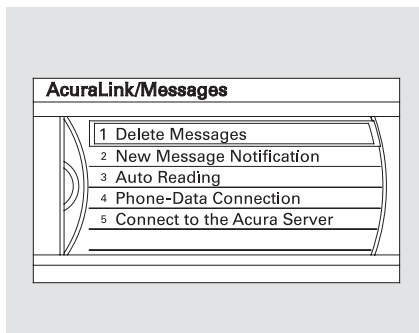 AcuraLink/Messages
1 Delete Messages
2 New Message Notification
3 Auto Reading
4 Phone-Data Connection
5 Connect to the Acura Server